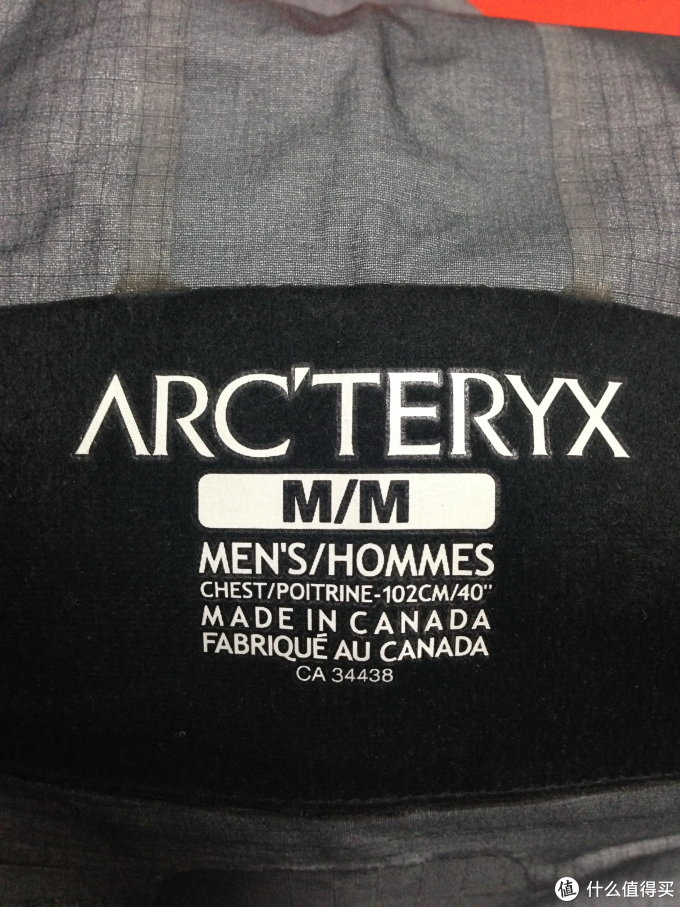 ARC'TERYX
M/M
MEN'S/HOMMES
CHEST/POITRINE-102CM/40"
MADE IN CANADA
FABRIQUÉ AU CANADA
CA 34438
值 什么值得买